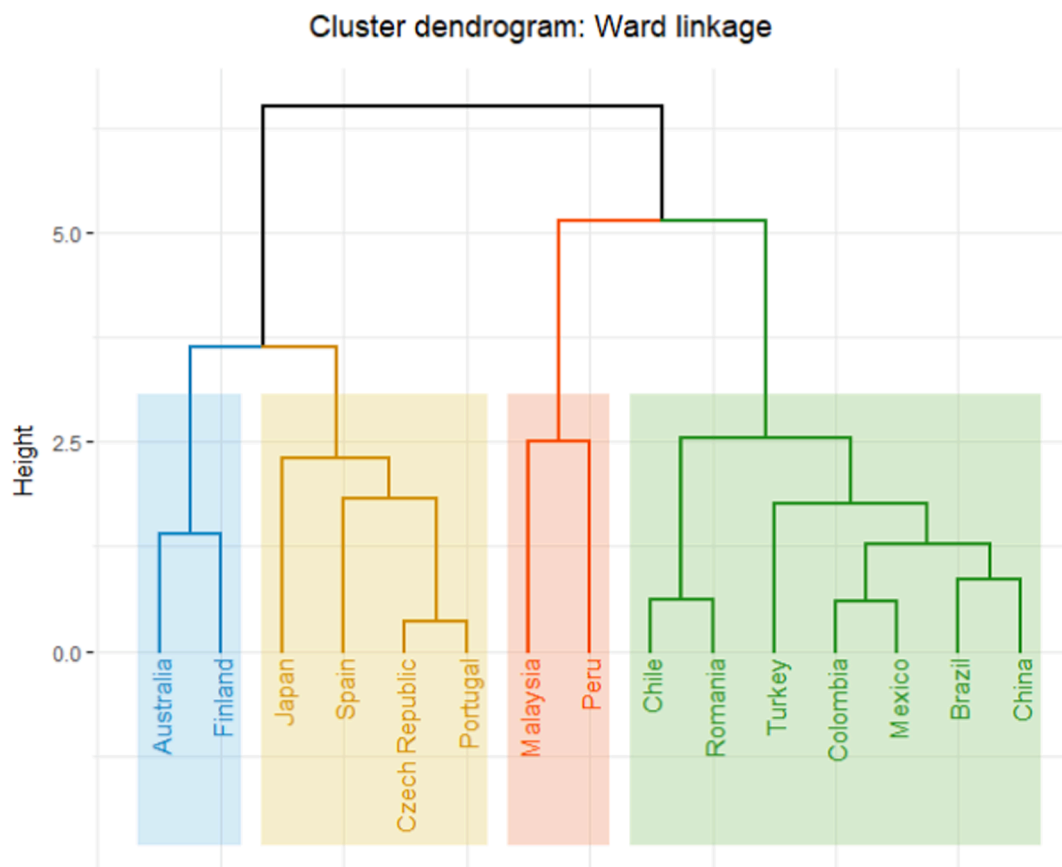 Cluster dendrogram: Ward linkage
5.0
2.5
0.0
Height
Australia
Finland
Japan
Spain
Czech Republic
Portugal
Malaysia
Peru
Chile
Romania
Turkey
Colombia
Mexico
Brazil
China